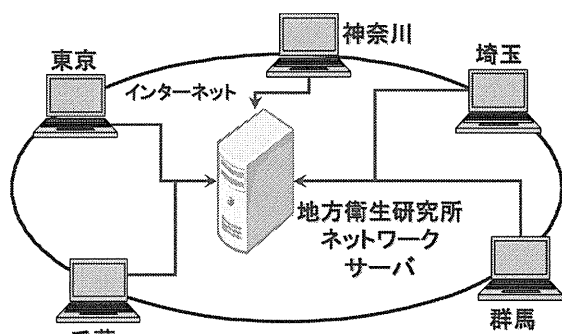 神奈川
東京
埼玉
インターネット
地方衛生研究所
ネットワーク
サーバ
群馬